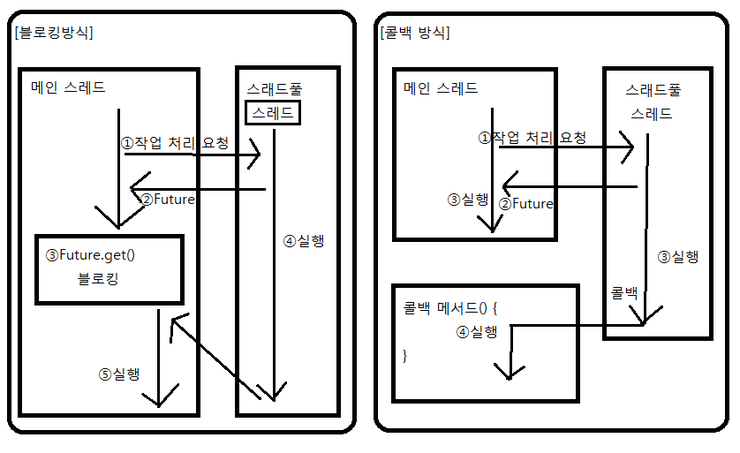 [블로킹방식]
메인 스레드
스래드풀
스레드
①작업 처리 요청
②Future
③Future.get()
블로킹
④실행
⑤실행
[콜백 방식]
메인 스레드
스래드풀
스레드
①작업 처리 요청
②Future
③실행
③실행
콜백
콜백 메서드() {
④실행
}